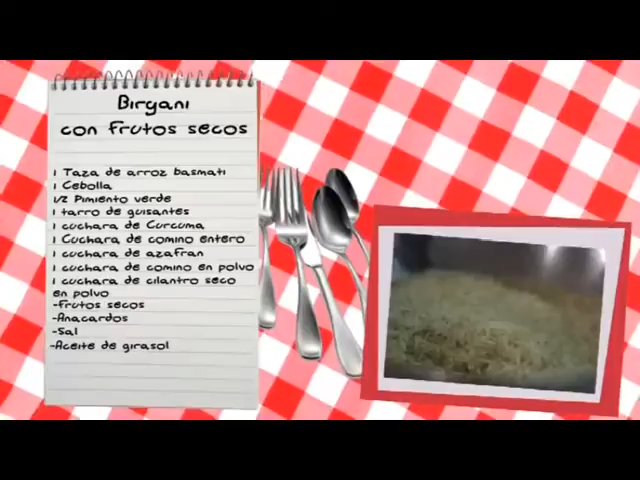 Biryani
con Frutos secos
1 Taza de arroz basmati
1 Cebolla
1/2 Pimiento verde
1 tarro de guisantes
1 cuchara de Curcuma
1 Cuchara de comino entero
1 cuchara de azafran
1 cuchara de comino en polvo
1 cuchara de cilantro seco
en polvo
-Frutos secos
-Anacardos
-Sal
-Aceite de girasol